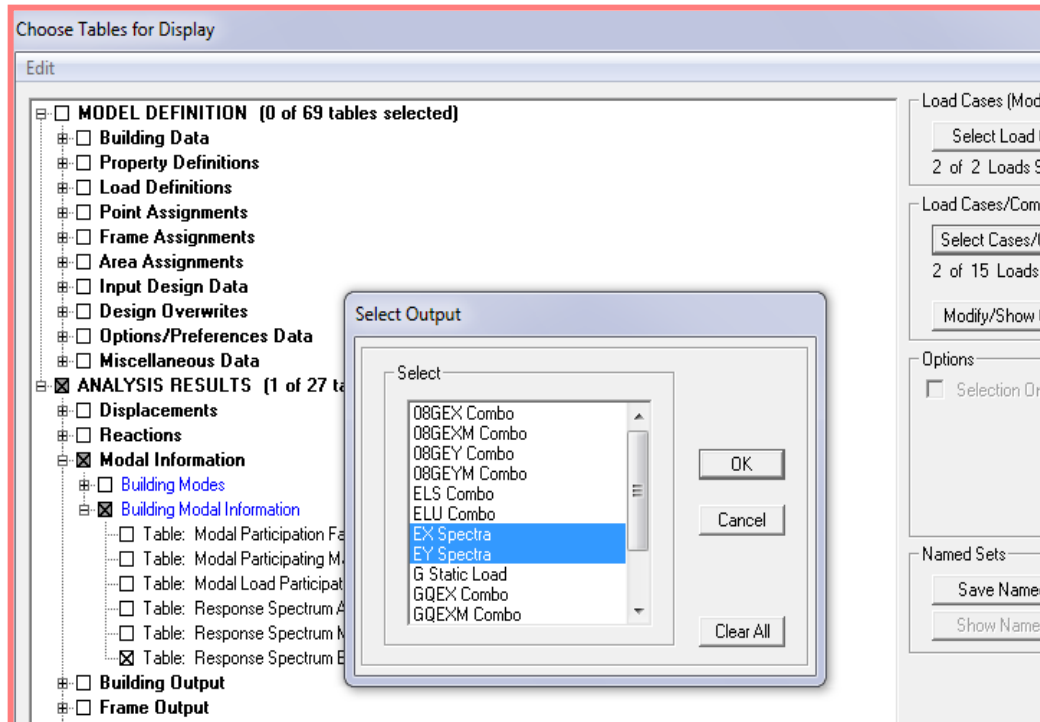 Choose Tables for Display
Edit
MODEL DEFINITION (0 of 69 tables selected)
Building Data
Property Definitions
Load Definitions
Point Assignments
Frame Assignments
Area Assignments
Input Design Data
Design Overwrites
Options/Preferences Data
Miscellaneous Data
ANALYSIS RESULTS (1 of 27 ta
Displacements
Reactions
Modal Information
Building Modes
Building Modal Information
Table: Modal Participation Fa
Table: Modal Participating M
Table: Modal Load Participat
Table: Response Spectrum A
Table: Response Spectrum M
Table: Response Spectrum B
Building Output
Frame Output
Select Output
Select
08GEX Combo
08GEXM Combo
08GEY Combo
08GEYM Combo
ELS Combo
ELU Combo
EX Spectra
EY Spectra
G Static Load
GQEX Combo
GQEXM Combo
OK
Cancel
Clear All
Load Cases (Mod
Select Load
2 of 2 Loads S
Load Cases/Com
Select Cases/
2 of 15 Loads
Modify/Show
Options
Selection On
Named Sets
Save Name
Show Name